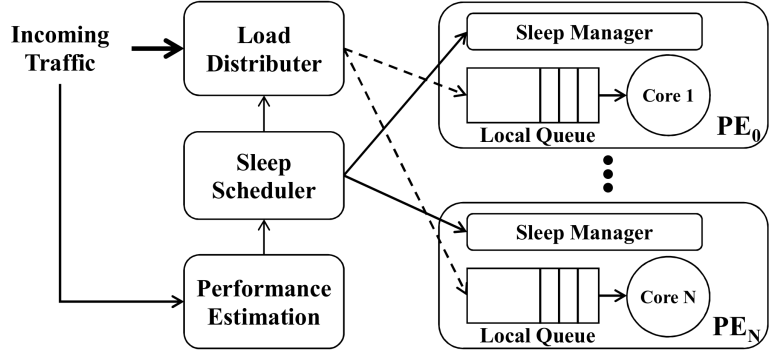 Incoming
Traffic
Load
Distributer
Sleep
Scheduler
Performance
Estimation
Sleep Manager
Core 1
Local Queue
PE0
Sleep Manager
Core N
Local Queue
PEN